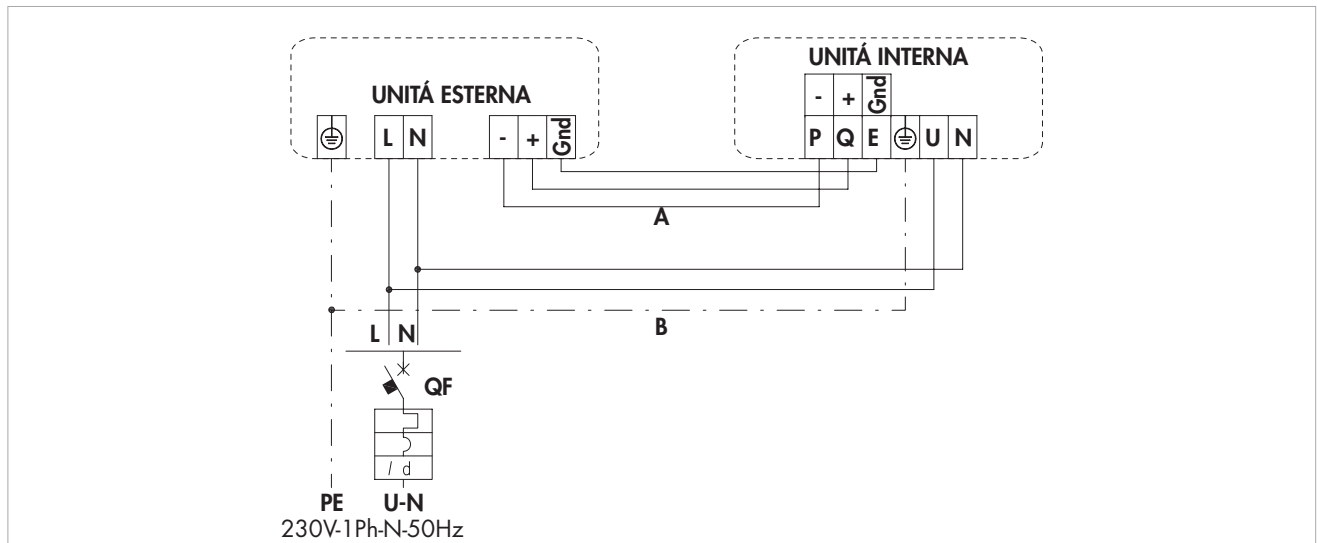 UNITÁ ESTERNA
L N - + Gnd
UNITÁ INTERNA
- + Gnd
P Q E U N
A
B
L N
QF
I d
PE U-N
230V-1Ph-N-50Hz